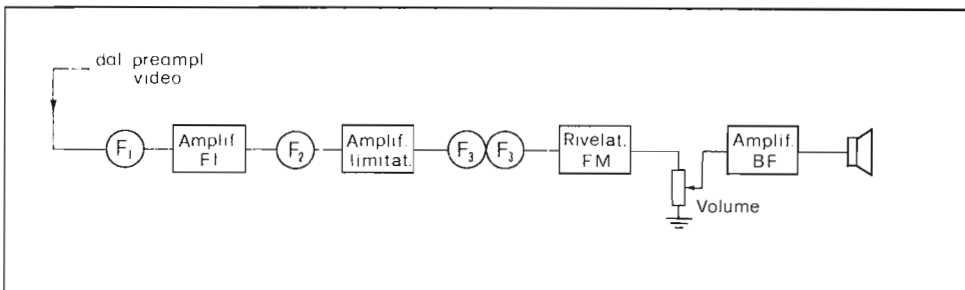 dal preampl
video
F1
Amplif
FI
F2
Amplif.
limitat.
F3
F3
Rivelat.
FM
Volume
Amplif.
BF